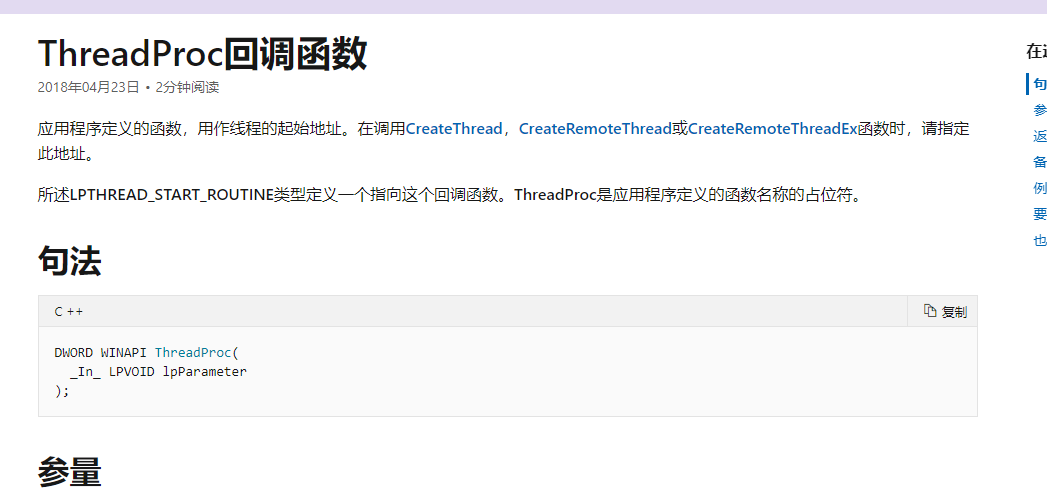 ThreadProc回调函数
2018年04月23日 • 2分钟阅读
应用程序定义的函数，用作线程的起始地址。在调用CreateThread，CreateRemoteThread或CreateRemoteThreadEx函数时，请指定
此地址。
所述LPTHREAD_START_ROUTINE类型定义一个指向这个回调函数。ThreadProc是应用程序定义的函数名称的占位符。
句法
C ++ 复制
DWORD WINAPI ThreadProc(
_In_ LPVOID lpParameter
);
参量
在
句
参
返
备
例
要
也